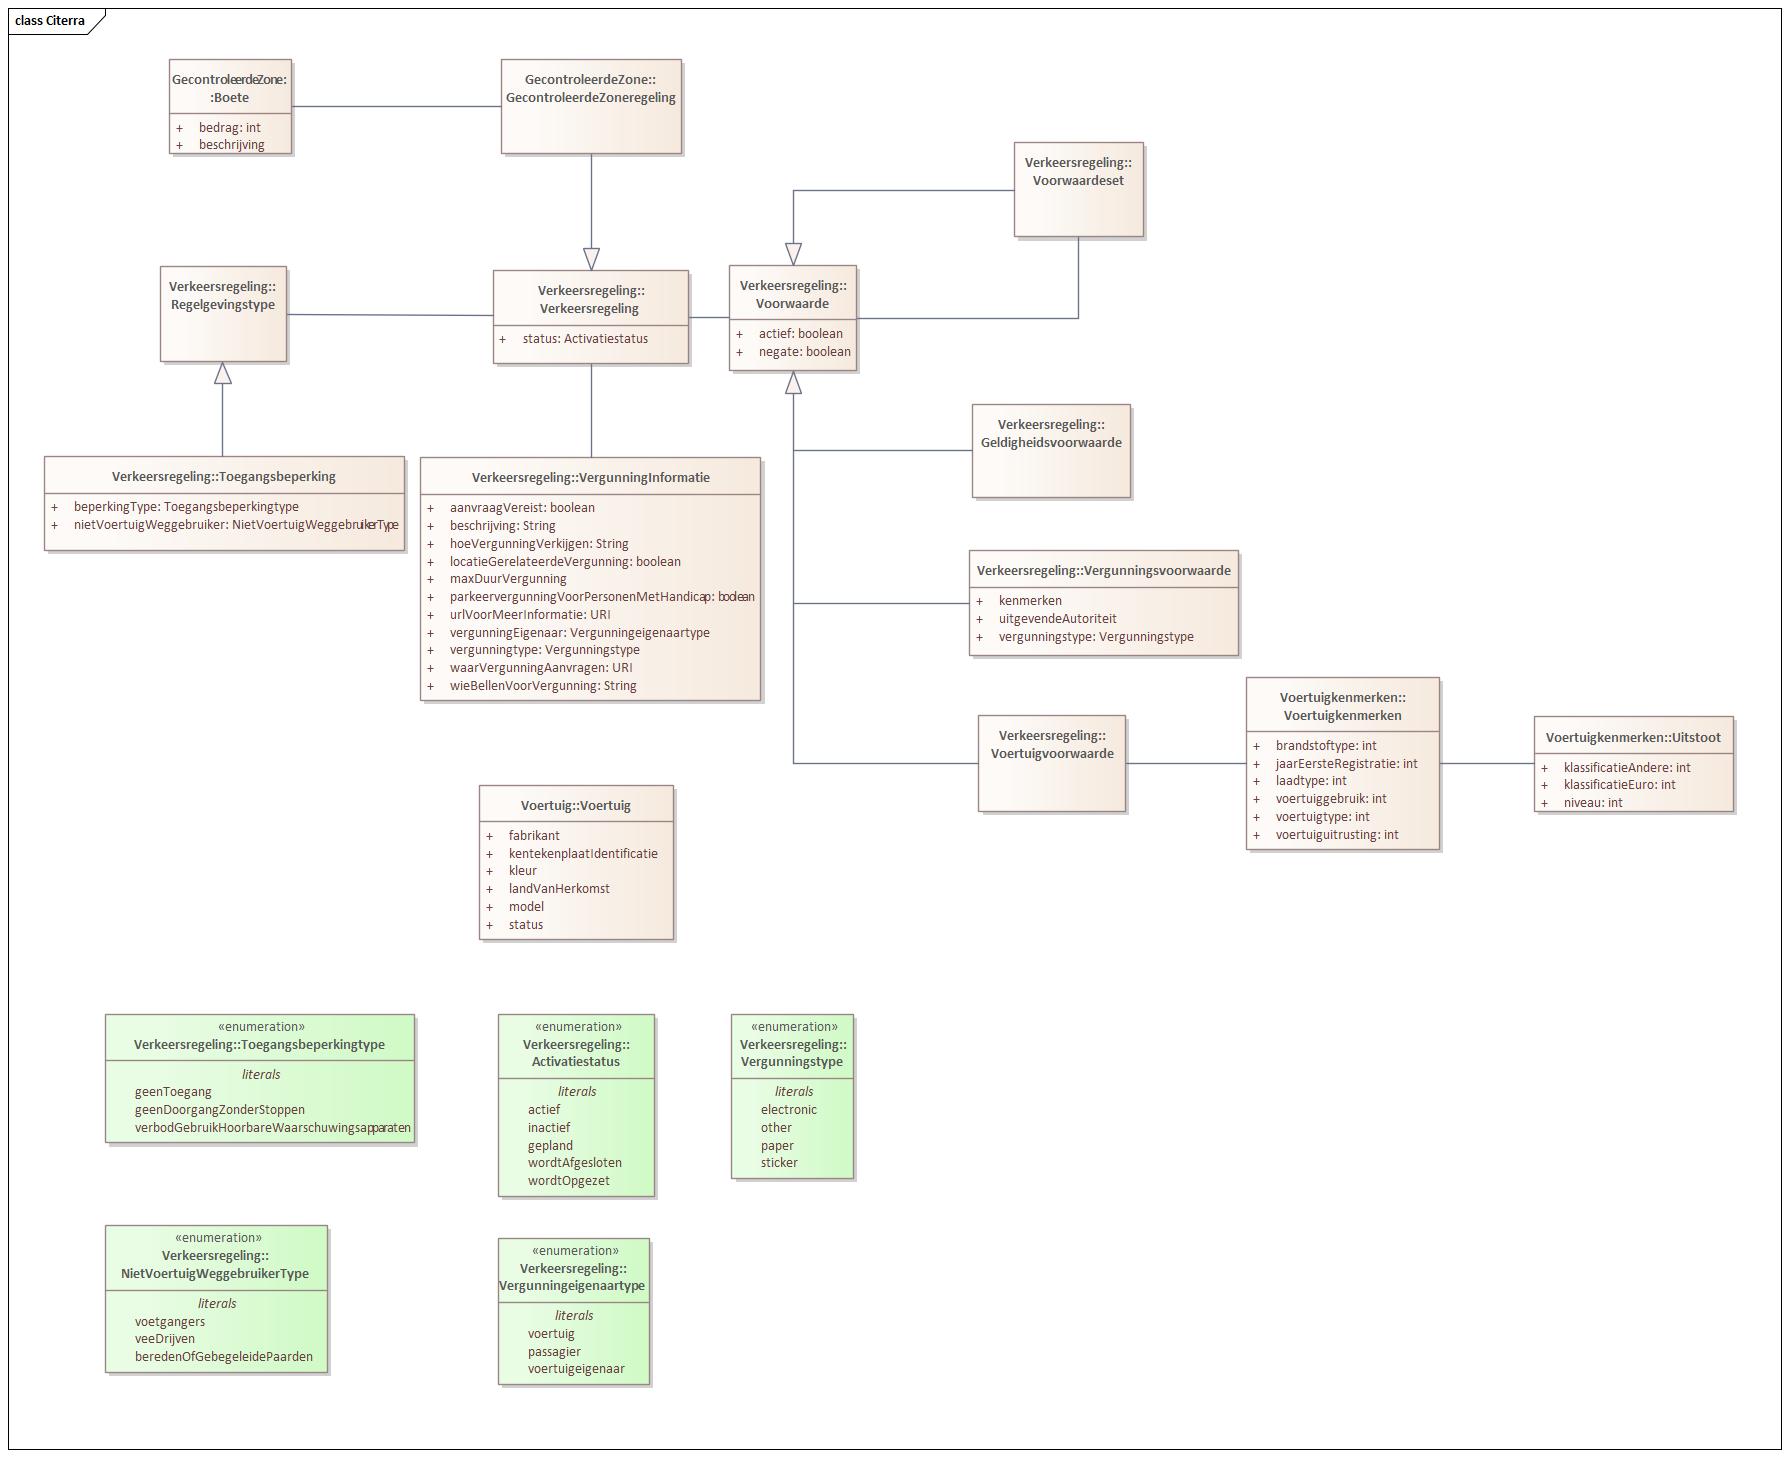 class Citerra
GecontroleerdeZone:
:Boete
+ bedrag: int
+ beschrijving
GecontroleerdeZone::
GecontroleerdeZoneregeling
Verkeersregeling::
Voorwaardeset
Verkeersregeling::
Regelgevingstype
Verkeersregeling::
Verkeersregeling
+ status: Activatiestatus
Verkeersregeling::
Voorwaarde
+ actief: boolean
+ negate: boolean
Verkeersregeling::
Geldigheidsvoorwaarde
Verkeersregeling::Toegangsbeperking
+ beperkingType: Toegangsbeperkingtype
+ nietVoertuigWeggebruiker: NietVoertuigWeggebruikerType
Verkeersregeling::VergunningInformatie
+ aanvraagVereist: boolean
+ beschrijving: String
+ hoeVergunningVerkijgen: String
+ locatieGerelateerdeVergunning: boolean
+ maxDuurVergunning
+ parkeervergunningVoorPersonenMetHandicap: boolean
+ urlVoorMeerInformatie: URI
+ vergunningEigenaar: Vergunningeigenaartype
+ vergunningtype: Vergunningstype
+ waarVergunningAanvragen: URI
+ wieBellenVoorVergunning: String
Verkeersregeling::Vergunningsvoorwaarde
+ kenmerken
+ uitgevendeAutoriteit
+ vergunningstype: Vergunningstype
Verkeersregeling::
Voertuigvoorwaarde
Voertuigkenmerken::
Voertuigkenmerken
+ brandstoftype: int
+ jaarEersteRegistratie: int
+ laadtype: int
+ voertuiggebruik: int
+ voertuigtype: int
+ voertuiguitrusting: int
Voertuigkenmerken::Uitstoot
+ klassificatieAndere: int
+ klassificatieEuro: int
+ niveau: int
Voertuig::Voertuig
+ fabrikant
+ kentekenplaatIdentificatie
+ kleur
+ landVanHerkomst
+ model
+ status
«enumeration»
Verkeersregeling::Toegangsbeperkingtype
literals
geenToegang
geenDoorgangZonderStoppen
verbodGebruikHoorbareWaarschuwingsapparaten
«enumeration»
Verkeersregeling::
Activatiestatus
literals
actief
inactief
gepland
wordtAfgesloten
wordtOpgezet
«enumeration»
Verkeersregeling::
Vergunningstype
literals
electronic
other
paper
sticker
«enumeration»
Verkeersregeling::
NietVoertuigWeggebruikerType
literals
voetgangers
veeDrijven
beredenOfGebegeleidePaarden
«enumeration»
Verkeersregeling::
Vergunningeigenaartype
literals
voertuig
passagier
voertuigeigenaar